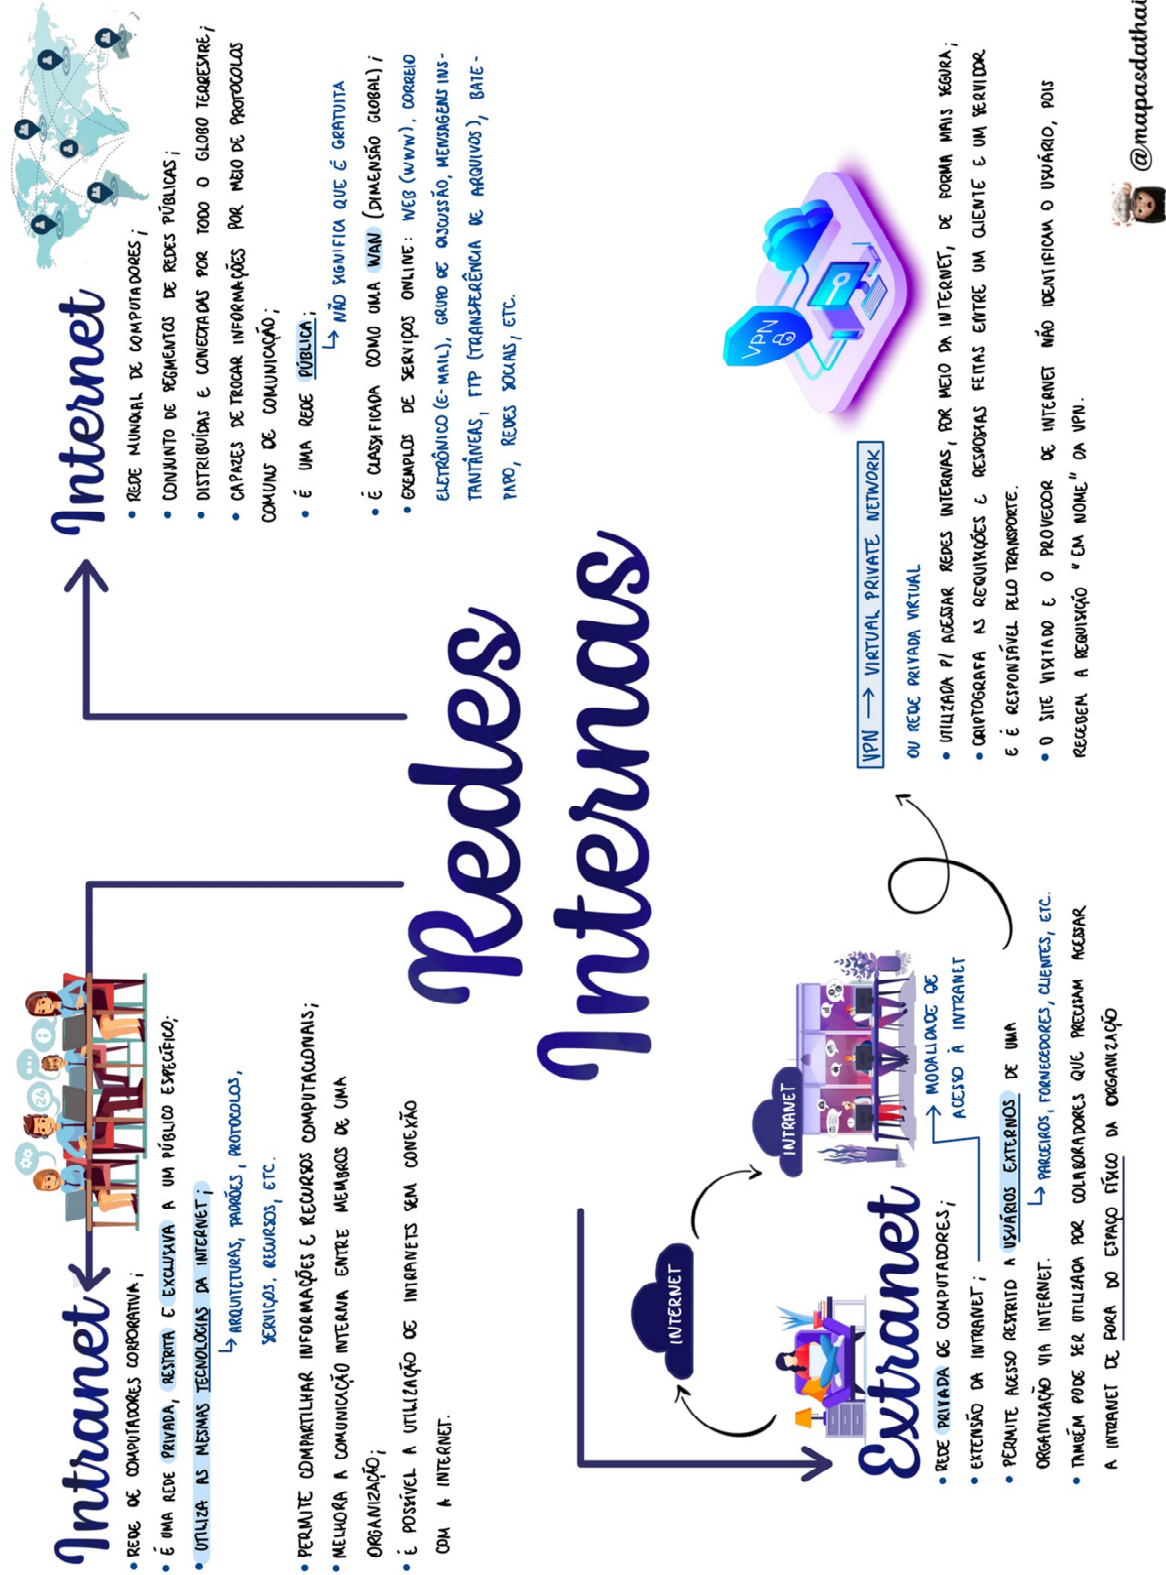 Redes
Internas
Intranet
• REDE DE COMPUTADORES CORPORATIVA;
• É UMA REDE PRIVADA, RESTRITA E EXCLUSIVA A UM PÚBLICO ESPECÍFICO;
• UTILIZA AS MESMAS TECNOLOGIAS DA INTERNET;
↳ ARQUITETURAS, PADRÕES, PROTOCOLOS,
SERVIÇOS, RECURSOS, ETC.
• PERMITE COMPARTILHAR INFORMAÇÕES E RECURSOS COMPUTACIONAIS;
• MELHORA A COMUNICAÇÃO INTERNA ENTRE MEMBROS DE UMA
ORGANIZAÇÃO;
• É POSSÍVEL A UTILIZAÇÃO DE INTRANETS SEM CONEXÃO
COM A INTERNET.
24
Internet
• REDE MUNDIAL DE COMPUTADORES;
• CONJUNTO DE SEGMENTOS DE REDES PÚBLICAS;
• DISTRIBUÍDAS E CONECTADAS POR TODO O GLOBO TERRESTRE;
• CAPAZES DE TROCAR INFORMAÇÕES POR MEIO DE PROTOCOLOS
COMUNS DE COMUNICAÇÃO;
• É UMA REDE PÚBLICA;
↳ NÃO SIGNIFICA QUE É GRATUITA
• É CLASSIFICADA COMO UMA WAN (DIMENSÃO GLOBAL);
• EXEMPLOS DE SERVIÇOS ONLINE: WEB (WWW), CORREIO
ELETRÔNICO (E-MAIL), GRUPO DE DISCUSSÃO, MENSAGENS INS-
TANTÂNEAS, FTP (TRANSFERÊNCIA DE ARQUIVOS), BATE-
PAPO, REDES SOCIAIS, ETC.
INTERNET
INTRANET
Extranet
• REDE PRIVADA DE COMPUTADORES;
• EXTENSÃO DA INTRANET;
→ MODALIDADE DE
ACESSO À INTRANET
• PERMITE ACESSO RESTRITO A USUÁRIOS EXTERNOS DE UMA
ORGANIZAÇÃO VIA INTERNET.
↳ PARCEIROS, FORNECEDORES, CLIENTES, ETC.
• TAMBÉM PODE SER UTILIZADA POR COLABORADORES QUE PRECISAM ACESSAR
A INTRANET DE FORA DO ESPAÇO FÍSICO DA ORGANIZAÇÃO
VPN → VIRTUAL PRIVATE NETWORK
OU REDE PRIVADA VIRTUAL
• UTILIZADA P/ ACESSAR REDES INTERNAS, POR MEIO DA INTERNET, DE FORMA MAIS SEGURA;
• CRIPTOGRAFA AS REQUISIÇÕES E RESPOSTAS FEITAS ENTRE UM CLIENTE E UM SERVIDOR
E É RESPONSÁVEL PELO TRANSPORTE.
• O SITE VISITADO E O PROVEDOR DE INTERNET NÃO IDENTIFICAM O USUÁRIO, POIS
RECEBEM A REQUISIÇÃO "EM NOME" DA VPN.
VPN
@mapasdathai